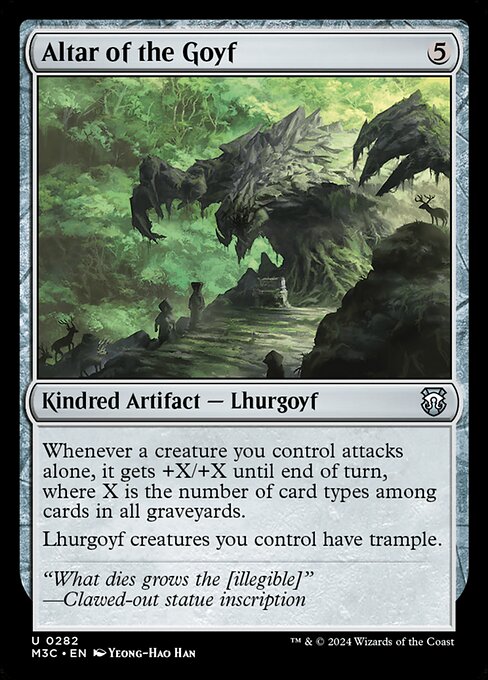 Altar of the Goyf 5
Kindred Artifact — Lhurgoyf
Whenever a creature you control attacks
alone, it gets +X/+X until end of turn,
where X is the number of card types among
cards in all graveyards.
Lhurgoyf creatures you control have trample.
“What dies grows the [illegible]”
—Clawed-out statue inscription
U 0282
M3C • EN Yeong-Hao Han
™ & © 2024 Wizards of the Coast